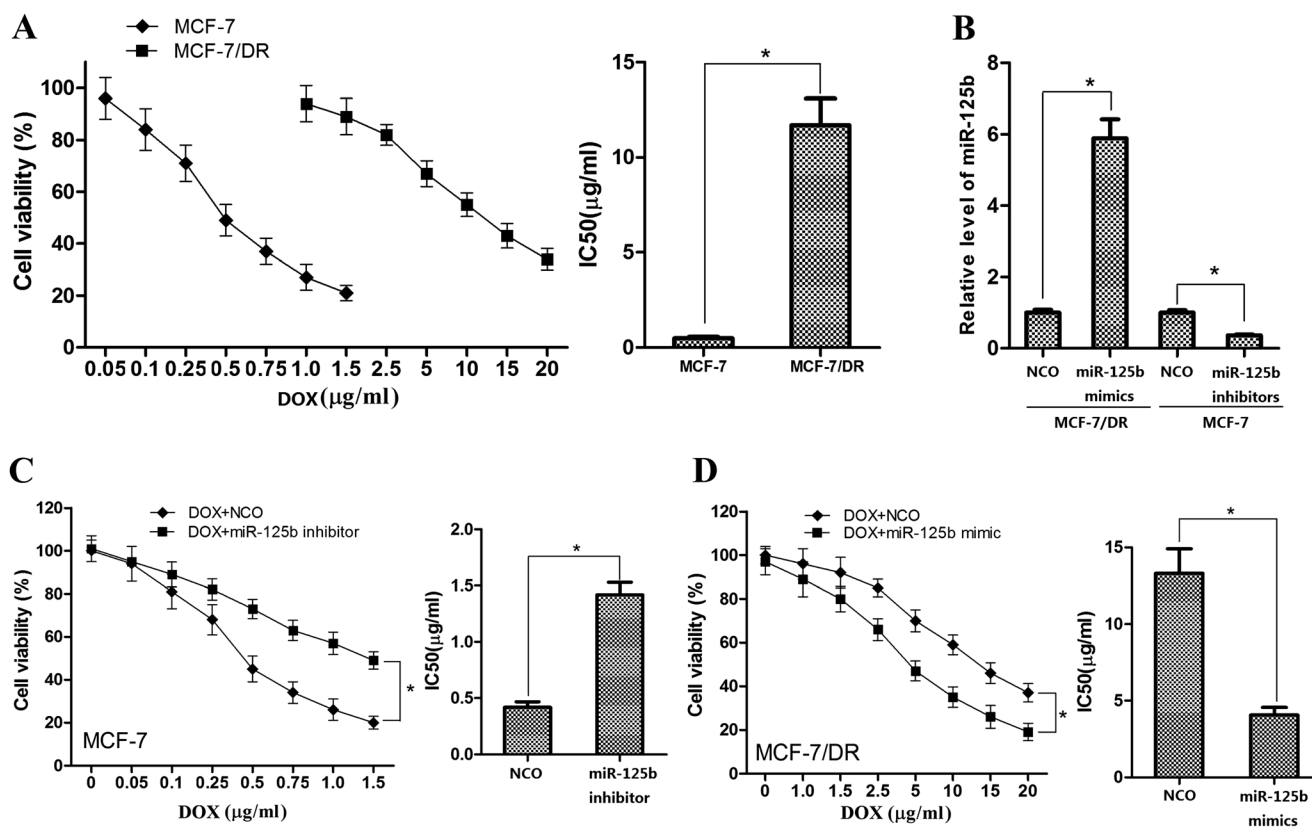 A
MCF-7
MCF-7/DR
Cell viability (%)
100
80
60
40
20
0
0.05 0.1 0.25 0.5 0.75 1.0 1.5 2.5 5 10 15 20
DOX(μg/ml)
IC50(μg/ml)
15
10
5
0
*
MCF-7 MCF-7/DR
B
Relative level of miR-125b
8
6
4
2
0
*
*
NCO miR-125b NCO miR-125b
mimics inhibitors
MCF-7/DR MCF-7
C
DOX+NCO
DOX+miR-125b inhibitor
Cell viability (%)
120
100
80
60
40
20
0
*
MCF-7
0 0.05 0.1 0.25 0.5 0.75 1.0 1.5
DOX (μg/ml)
IC50(μg/ml)
2.0
1.5
1.0
0.5
0.0
*
NCO miR-125b
inhibitor
D
DOX+NCO
DOX+miR-125b mimic
Cell viability (%)
120
100
80
60
40
20
0
*
MCF-7/DR
0 1.0 1.5 2.5 5 10 15 20
DOX (μg/ml)
IC50(μg/ml)
15
10
5
0
*
NCO miR-125b
mimics